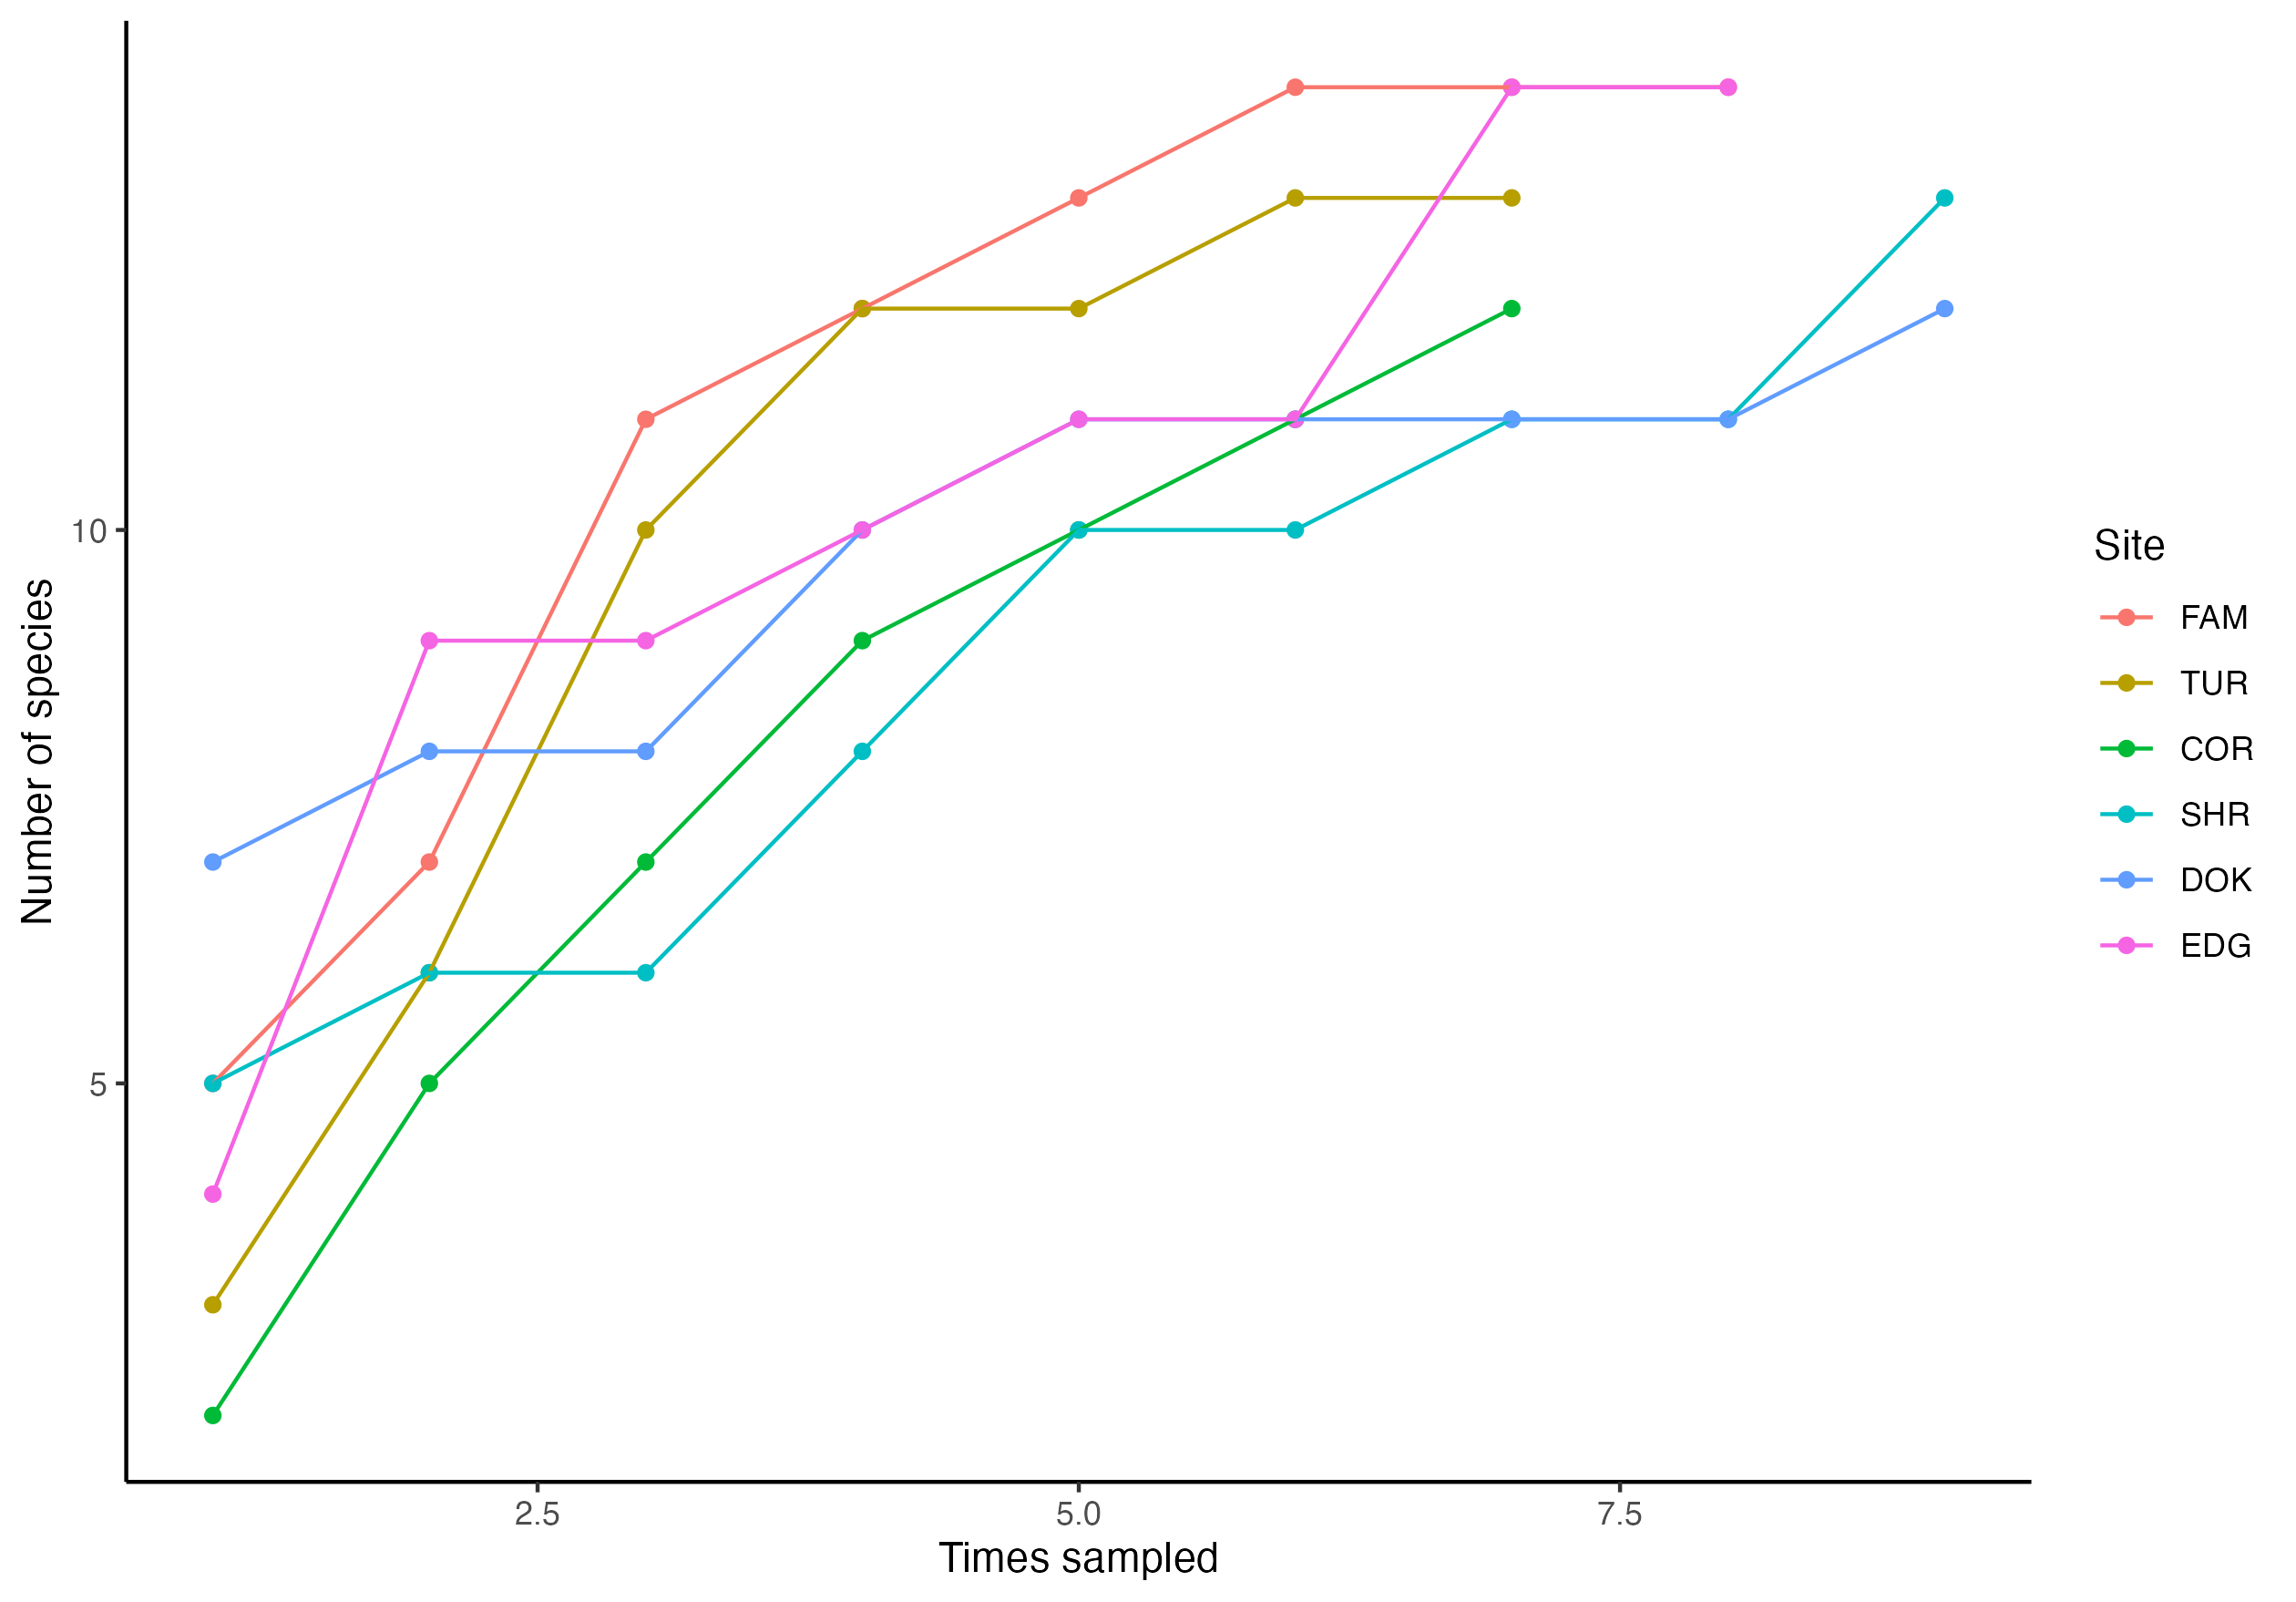 Number of species
10
5
2.5
5.0
7.5
Times sampled
Site
FAM
TUR
COR
SHR
DOK
EDG